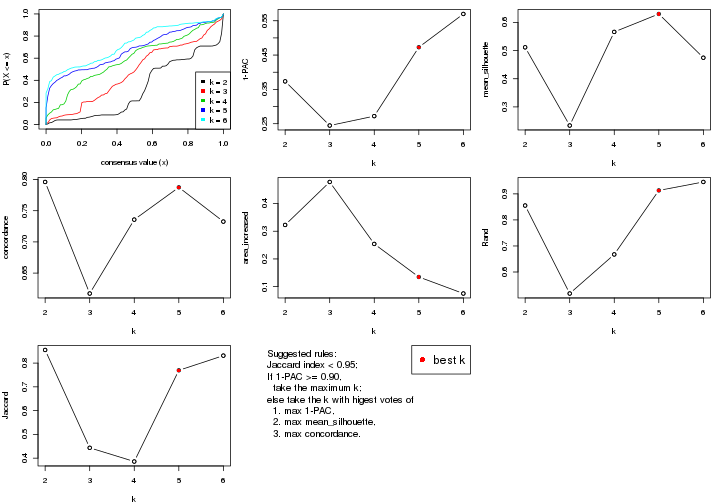 P(X <= x)
0.0 0.2 0.4 0.6 0.8 1.0
0.0 0.2 0.4 0.6 0.8 1.0
consensus value (x)
k = 2
k = 3
k = 4
k = 5
k = 6
1-PAC
0.25 0.35 0.45 0.55
2 3 4 5 6
k
mean_silhouette
0.3 0.4 0.5 0.6
2 3 4 5 6
k
concordance
0.65 0.70 0.75 0.80
2 3 4 5 6
k
area_increased
0.1 0.2 0.3 0.4
2 3 4 5 6
k
Rand
0.6 0.7 0.8 0.9
2 3 4 5 6
k
Jaccard
0.4 0.5 0.6 0.7 0.8
2 3 4 5 6
k
Suggested rules:
Jaccard index < 0.95;
If 1-PAC >= 0.90,
take the maximum k;
else take the k with higest votes of
1. max 1-PAC,
2. max mean_silhouette,
3. max concordance.
best k